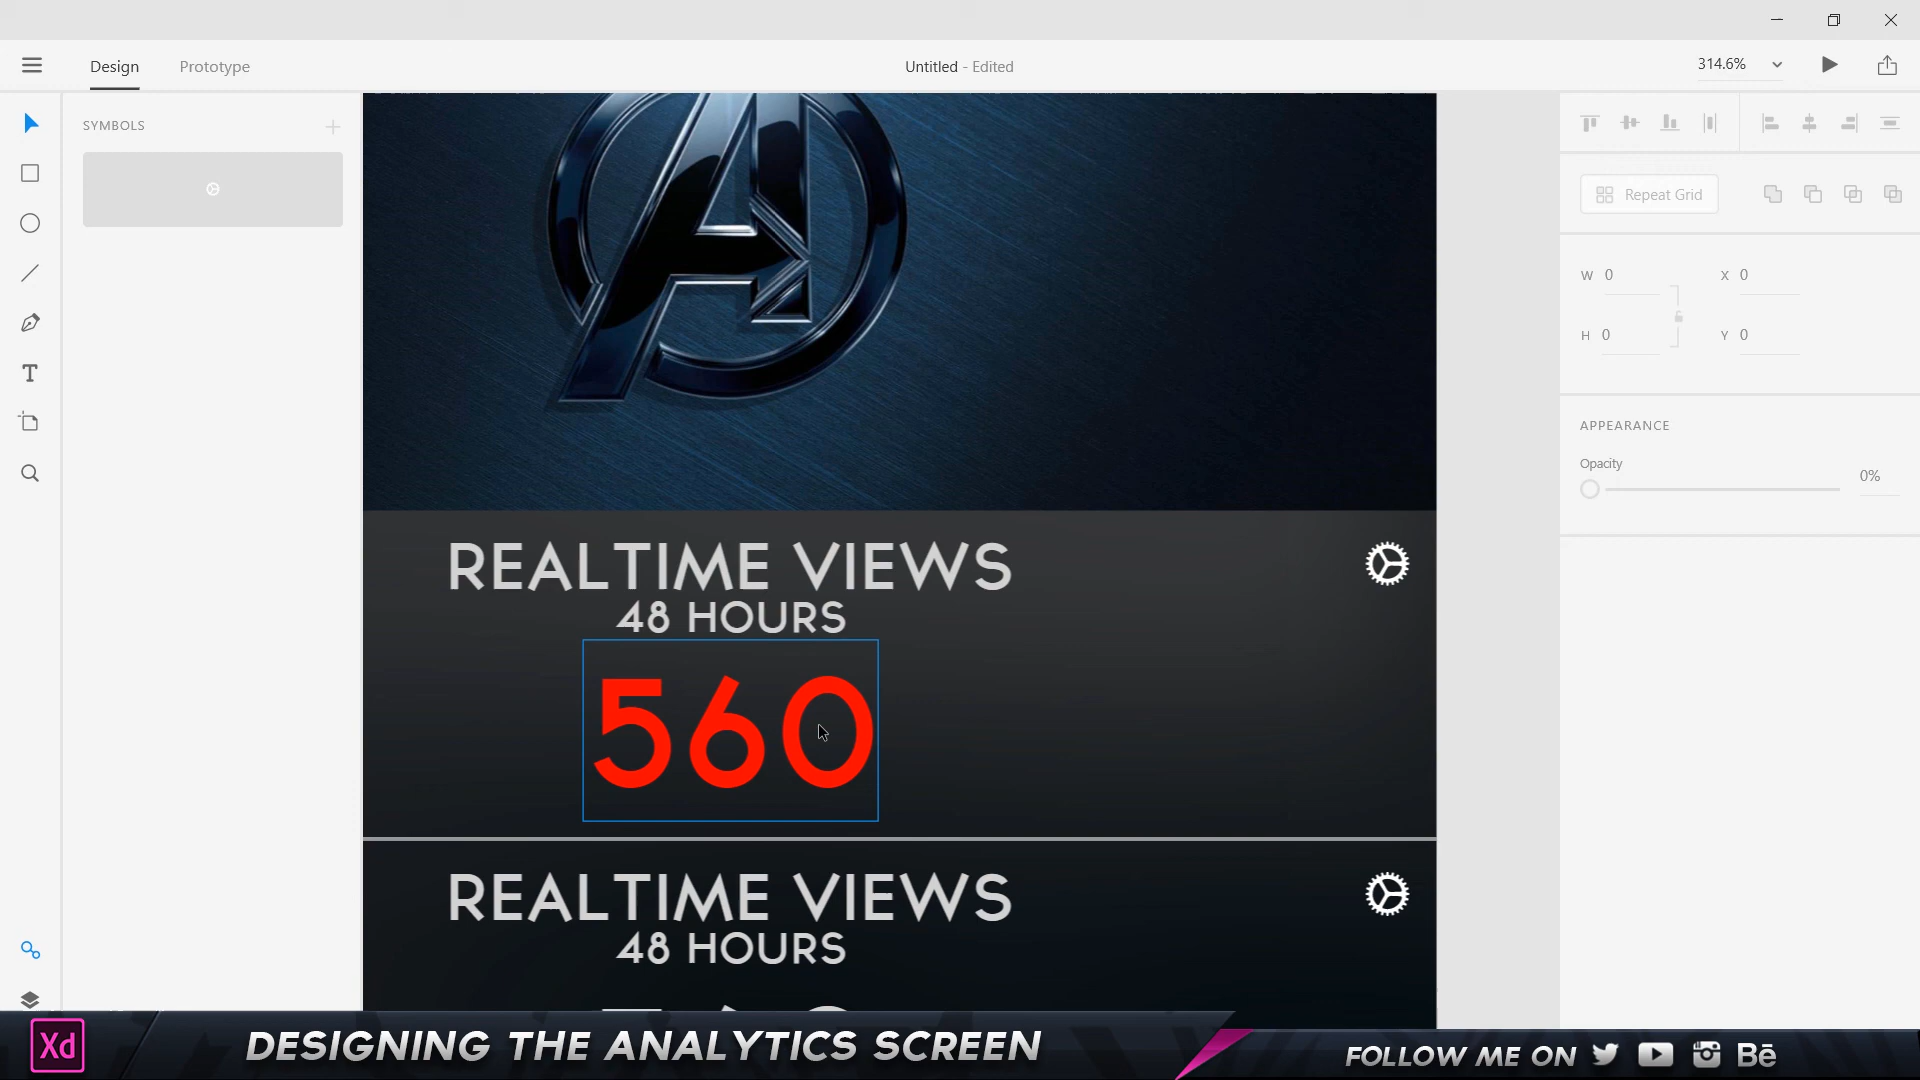 Design
Prototype
Untitled - Edited
314.6%
SYMBOLS
Repeat Grid
W 0
X 0
H 0
Y 0
APPEARANCE
Opacity
0%
A
REALTIME VIEWS
48 HOURS
560
REALTIME VIEWS
48 HOURS
Xd
DESIGNING THE ANALYTICS SCREEN
FOLLOW ME ON
Bē